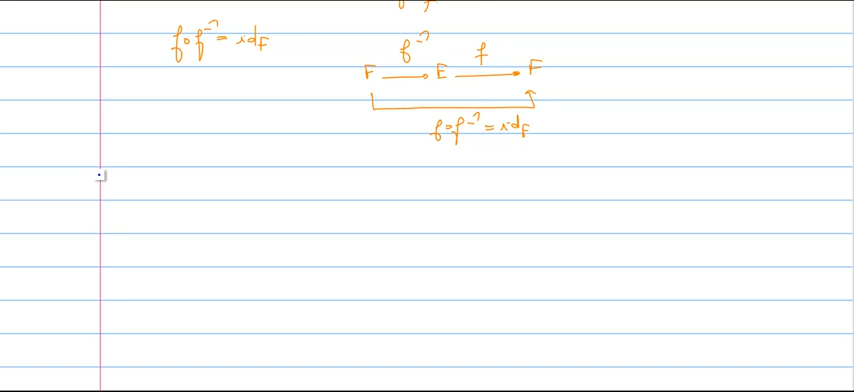 f∘f⁻¹ = idF
f⁻¹ f
F → E → F
f∘f⁻¹ = idF